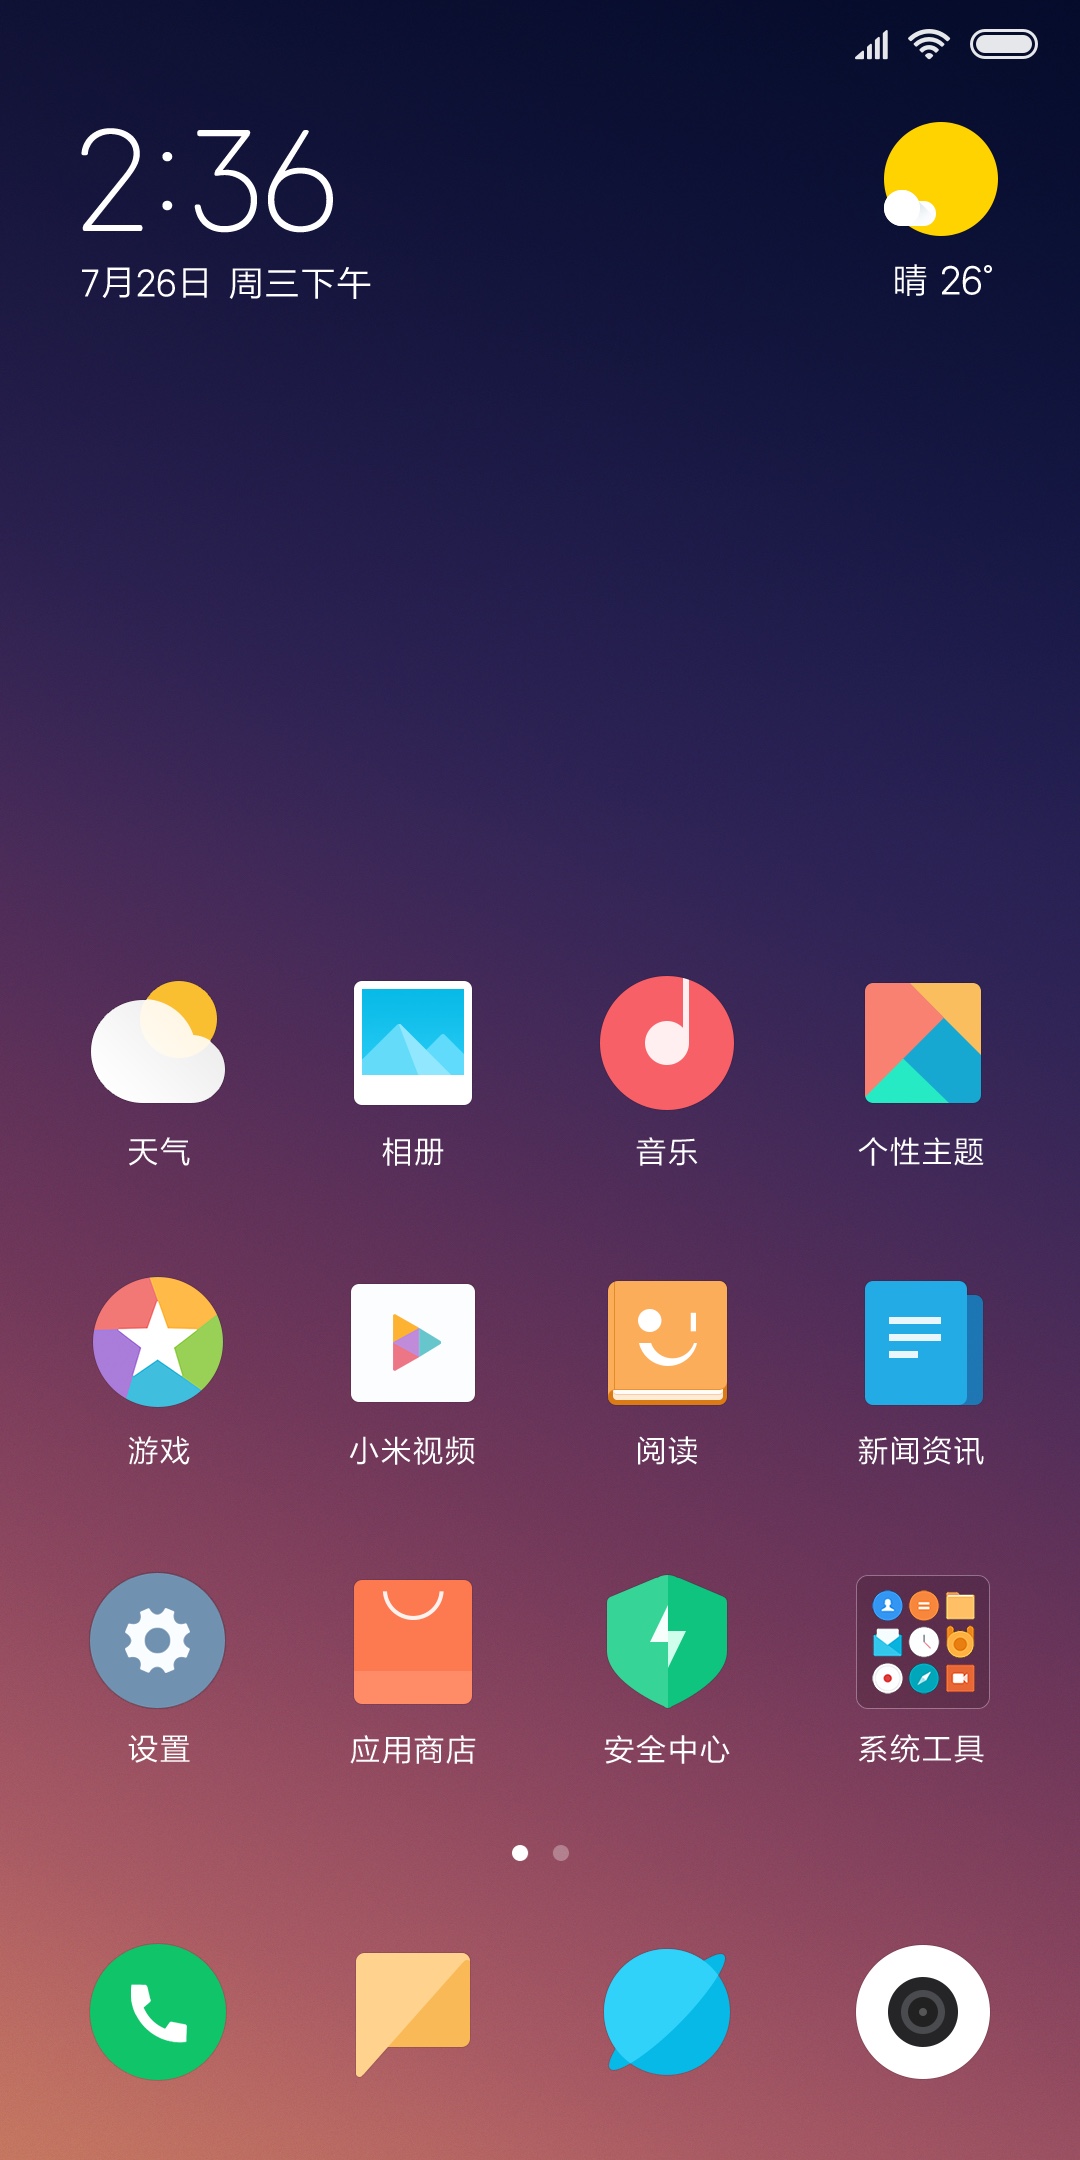 2:36
7月26日 周三下午
晴 26°
天气 相册 音乐 个性主题
游戏 小米视频 阅读 新闻资讯
设置 应用商店 安全中心 系统工具